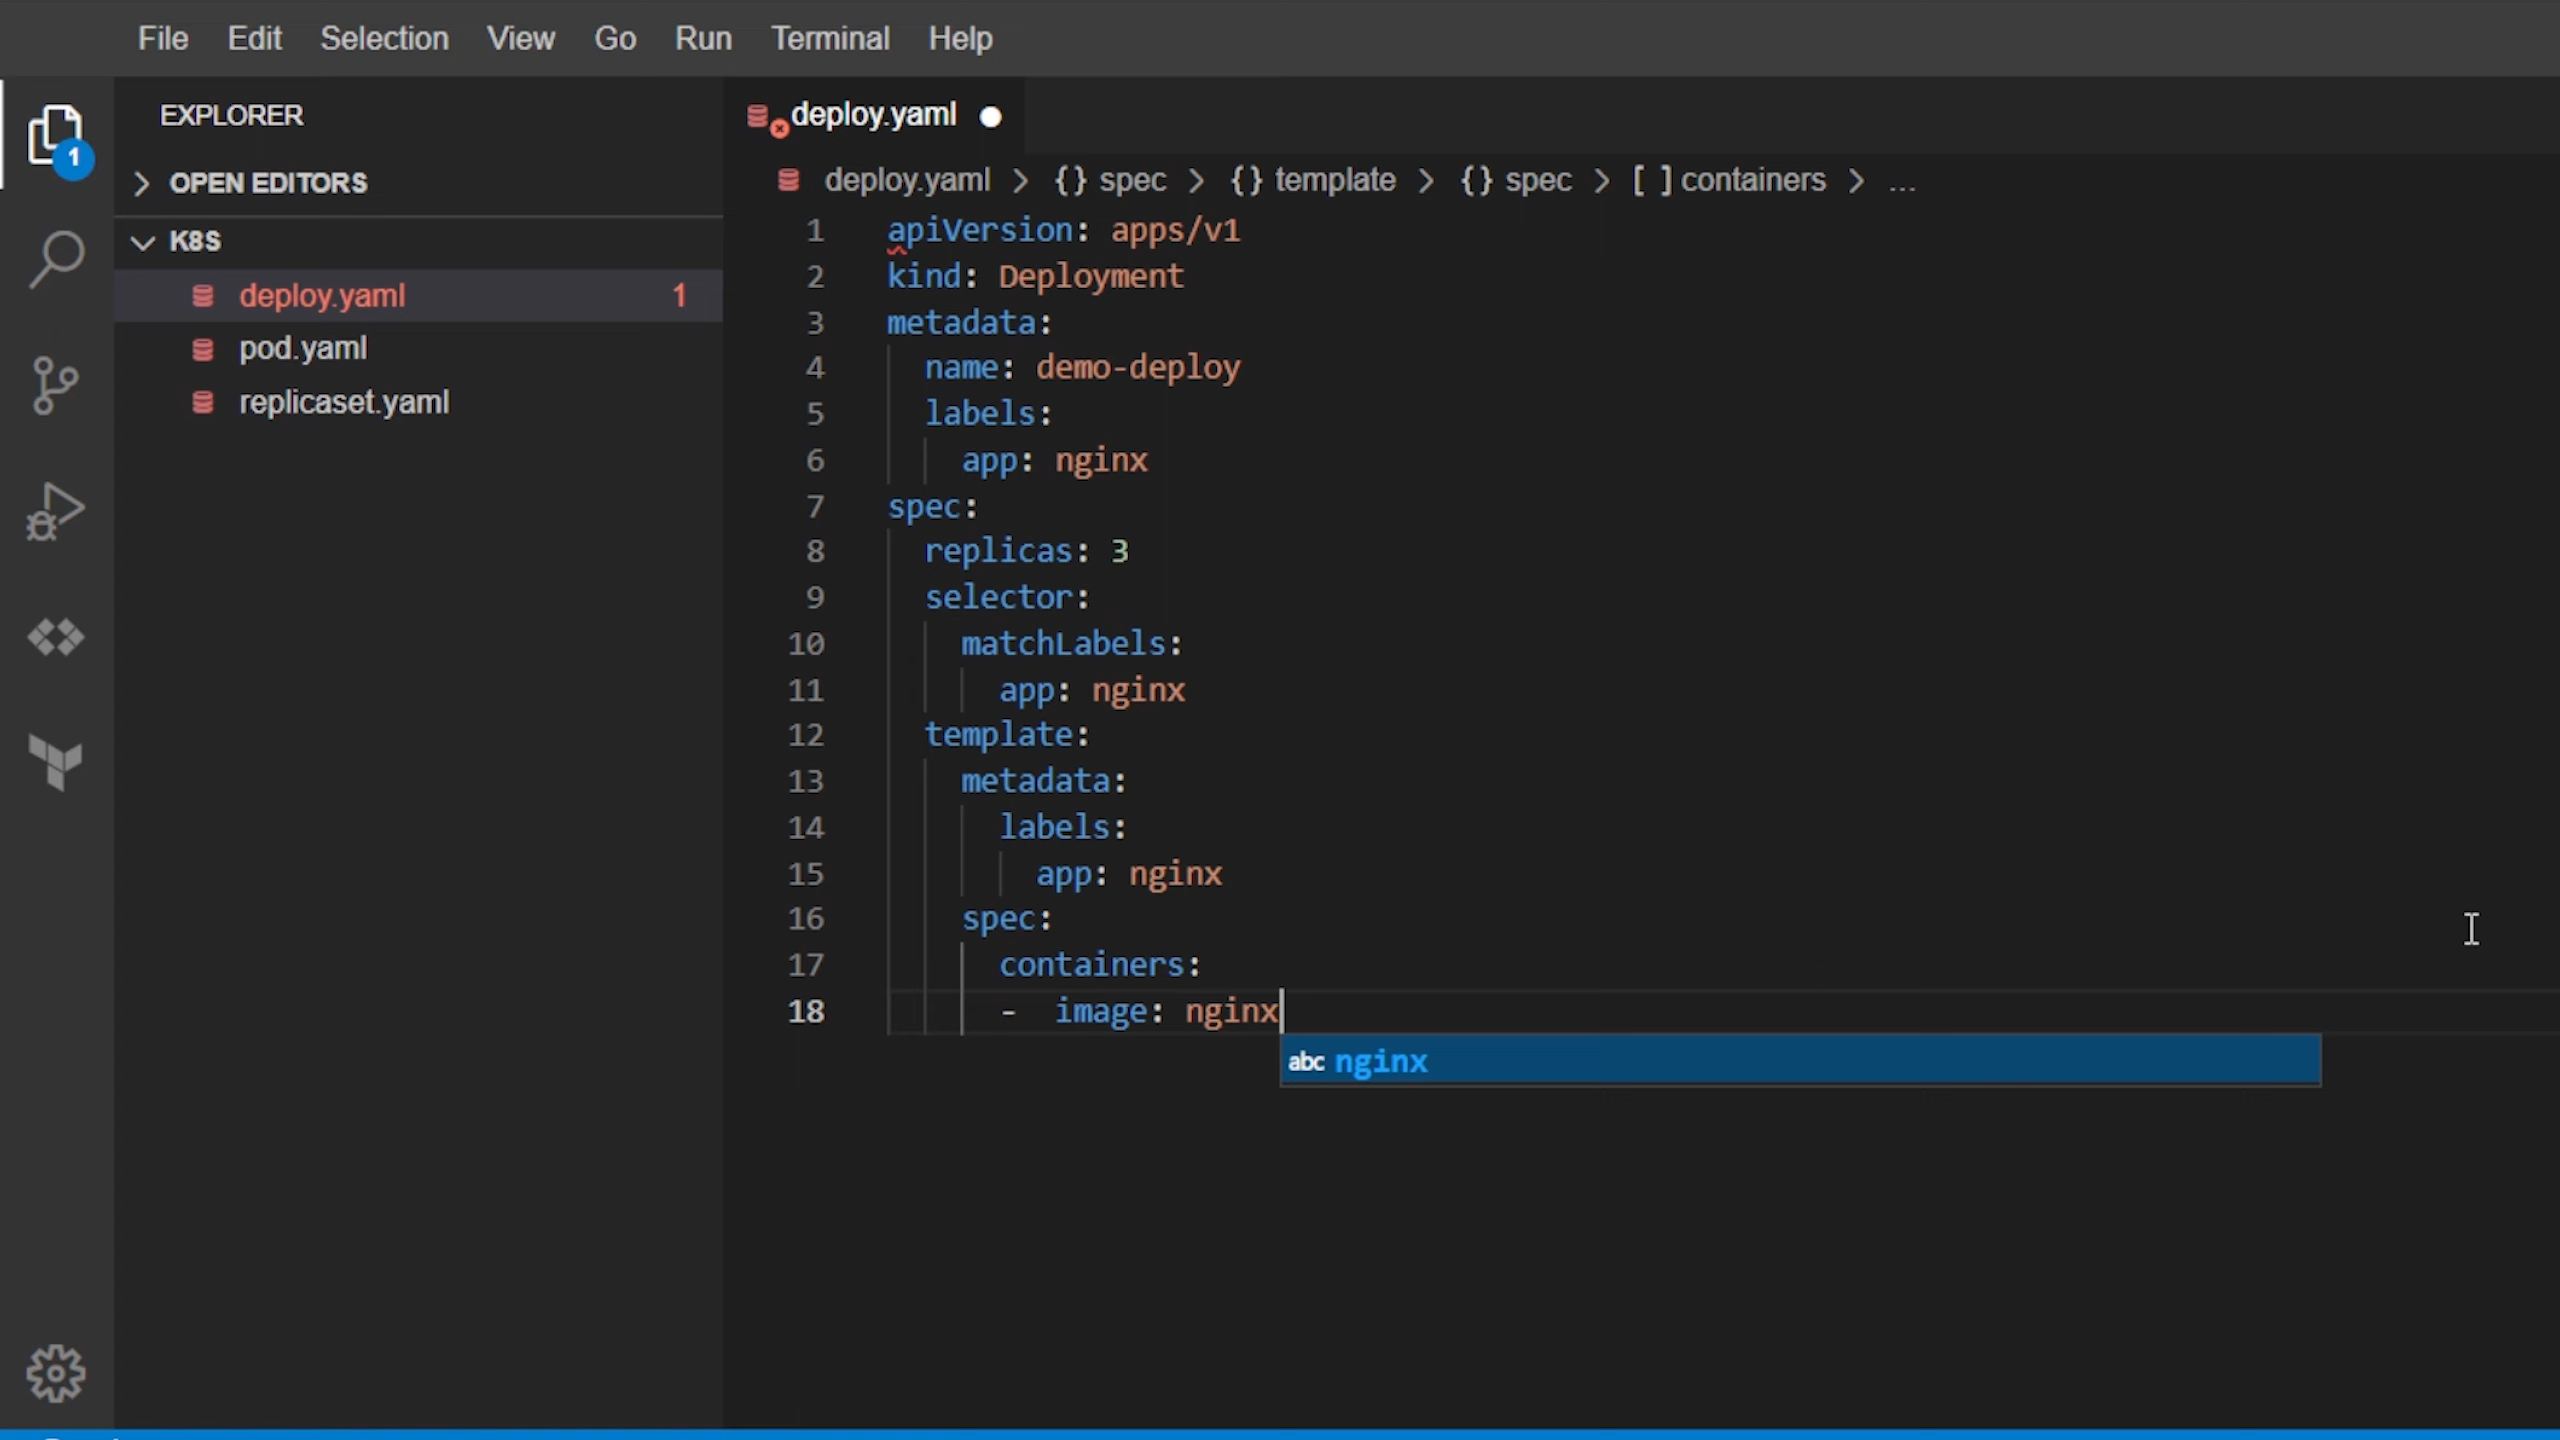 File Edit Selection View Go Run Terminal Help
EXPLORER
1
OPEN EDITORS
K8S
deploy.yaml 1
pod.yaml
replicaset.yaml
deploy.yaml
deploy.yaml > {} spec > {} template > {} spec > [ ] containers > ...
1 apiVersion: apps/v1
2 kind: Deployment
3 metadata:
4   name: demo-deploy
5   labels:
6     app: nginx
7 spec:
8   replicas: 3
9   selector:
10     matchLabels:
11       app: nginx
12   template:
13     metadata:
14       labels:
15         app: nginx
16     spec:
17       containers:
18       -  image: nginx
abc nginx